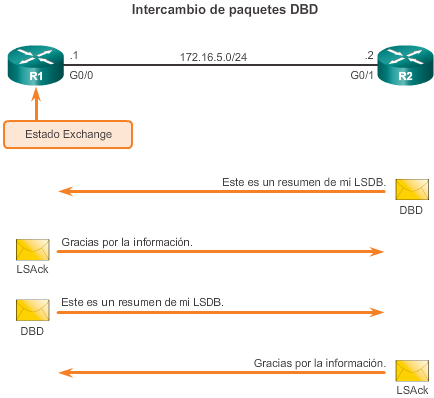 Intercambio de paquetes DBD
.1
172.16.5.0/24
.2
R1
G0/0
G0/1
R2
Estado Exchange
Este es un resumen de mi LSDB.
DBD
Gracias por la información.
LSAck
Este es un resumen de mi LSDB.
DBD
Gracias por la información.
LSAck